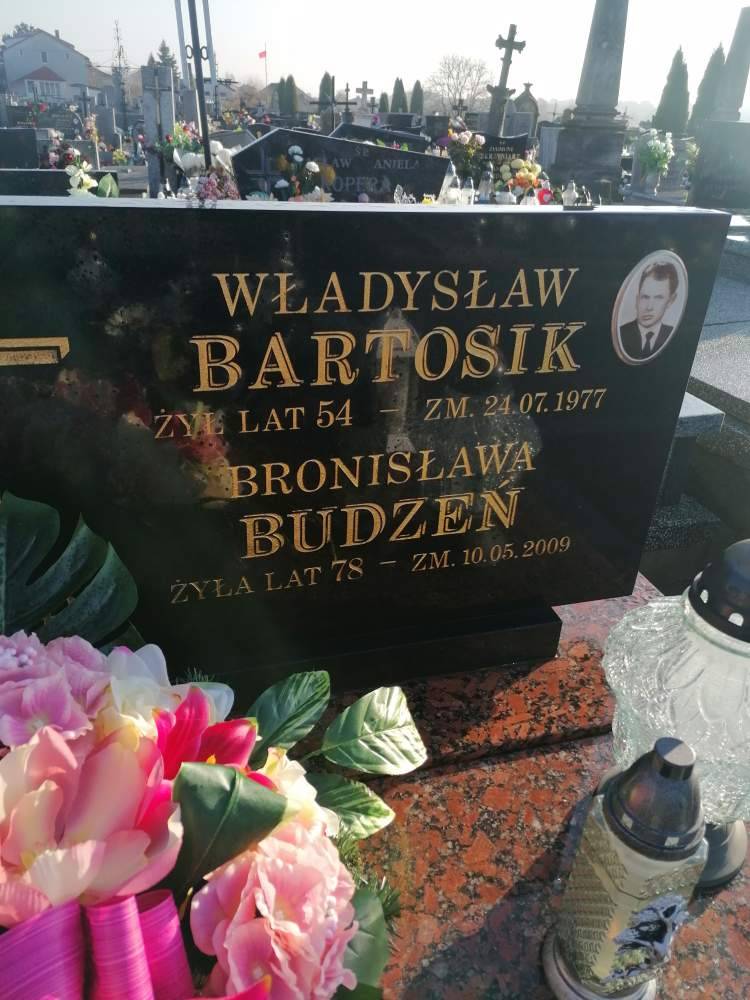 WŁADYSŁAW
BARTOSIK
ŻYŁ LAT 54 – ZM. 24.07.1977
BRONISŁAWA
BUDZEŃ
ŻYŁA LAT 78 – ZM. 10.05.2009
ANIELA
KOPERA